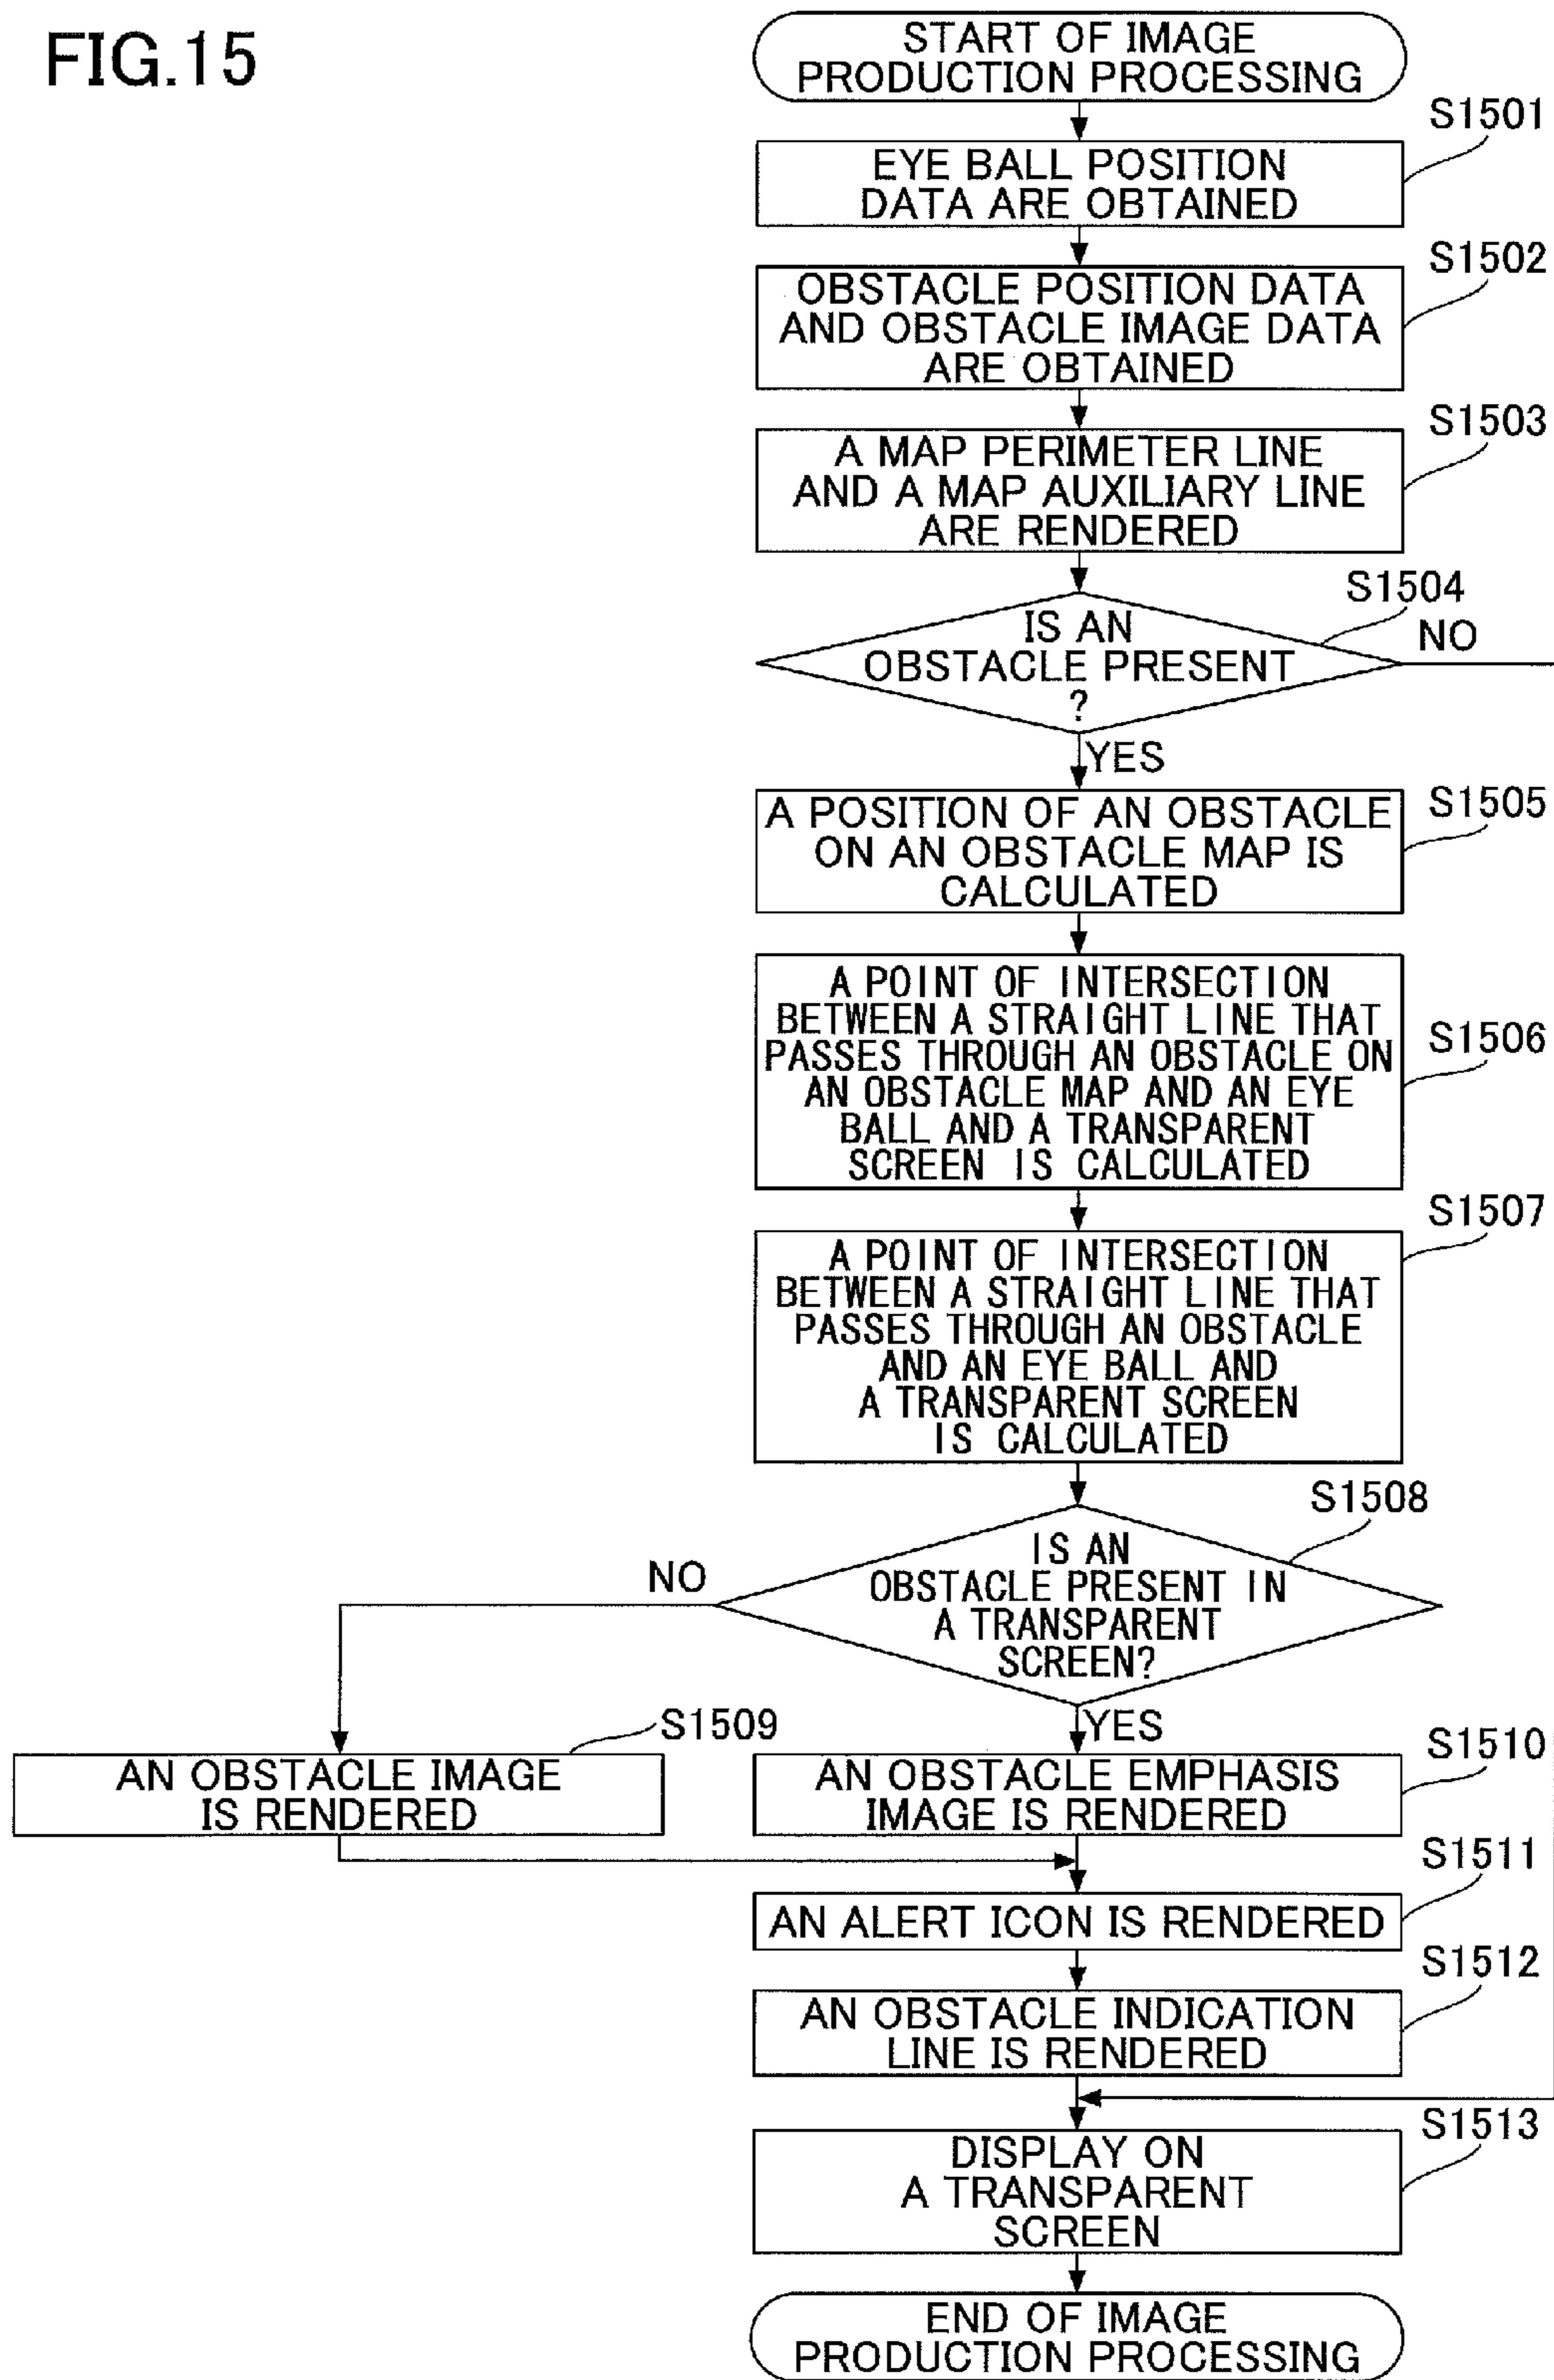 FIG.15
START OF IMAGE
PRODUCTION PROCESSING
S1501
EYE BALL POSITION
DATA ARE OBTAINED
S1502
OBSTACLE POSITION DATA
AND OBSTACLE IMAGE DATA
ARE OBTAINED
S1503
A MAP PERIMETER LINE
AND A MAP AUXILIARY LINE
ARE RENDERED
S1504
IS AN
OBSTACLE PRESENT
?
NO
YES
S1505
A POSITION OF AN OBSTACLE
ON AN OBSTACLE MAP IS
CALCULATED
S1506
A POINT OF INTERSECTION
BETWEEN A STRAIGHT LINE THAT
PASSES THROUGH AN OBSTACLE ON
AN OBSTACLE MAP AND AN EYE
BALL AND A TRANSPARENT
SCREEN IS CALCULATED
S1507
A POINT OF INTERSECTION
BETWEEN A STRAIGHT LINE THAT
PASSES THROUGH AN OBSTACLE
AND AN EYE BALL AND
A TRANSPARENT SCREEN
IS CALCULATED
S1508
IS AN
OBSTACLE PRESENT IN
A TRANSPARENT
SCREEN?
NO
YES
S1509
AN OBSTACLE IMAGE
IS RENDERED
S1510
AN OBSTACLE EMPHASIS
IMAGE IS RENDERED
S1511
AN ALERT ICON IS RENDERED
S1512
AN OBSTACLE INDICATION
LINE IS RENDERED
S1513
DISPLAY ON
A TRANSPARENT
SCREEN
END OF IMAGE
PRODUCTION PROCESSING